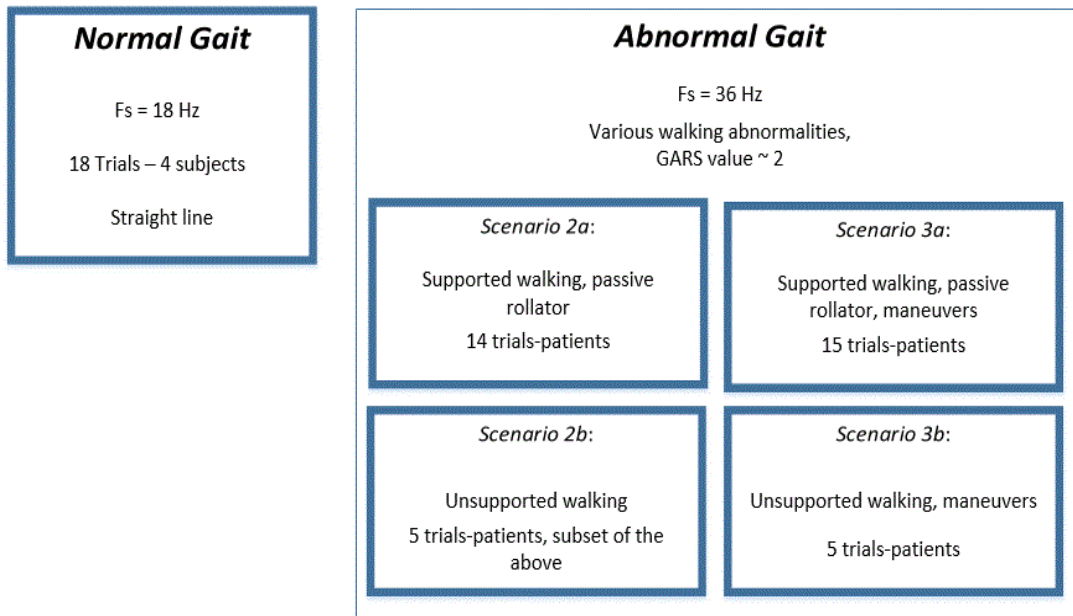 Normal Gait
Fs = 18 Hz
18 Trials – 4 subjects
Straight line
Abnormal Gait
Fs = 36 Hz
Various walking abnormalities,
GARS value ~ 2
Scenario 2a:
Supported walking, passive
rollator
14 trials-patients
Scenario 3a:
Supported walking, passive
rollator, maneuvers
15 trials-patients
Scenario 2b:
Unsupported walking
5 trials-patients, subset of the
above
Scenario 3b:
Unsupported walking, maneuvers
5 trials-patients